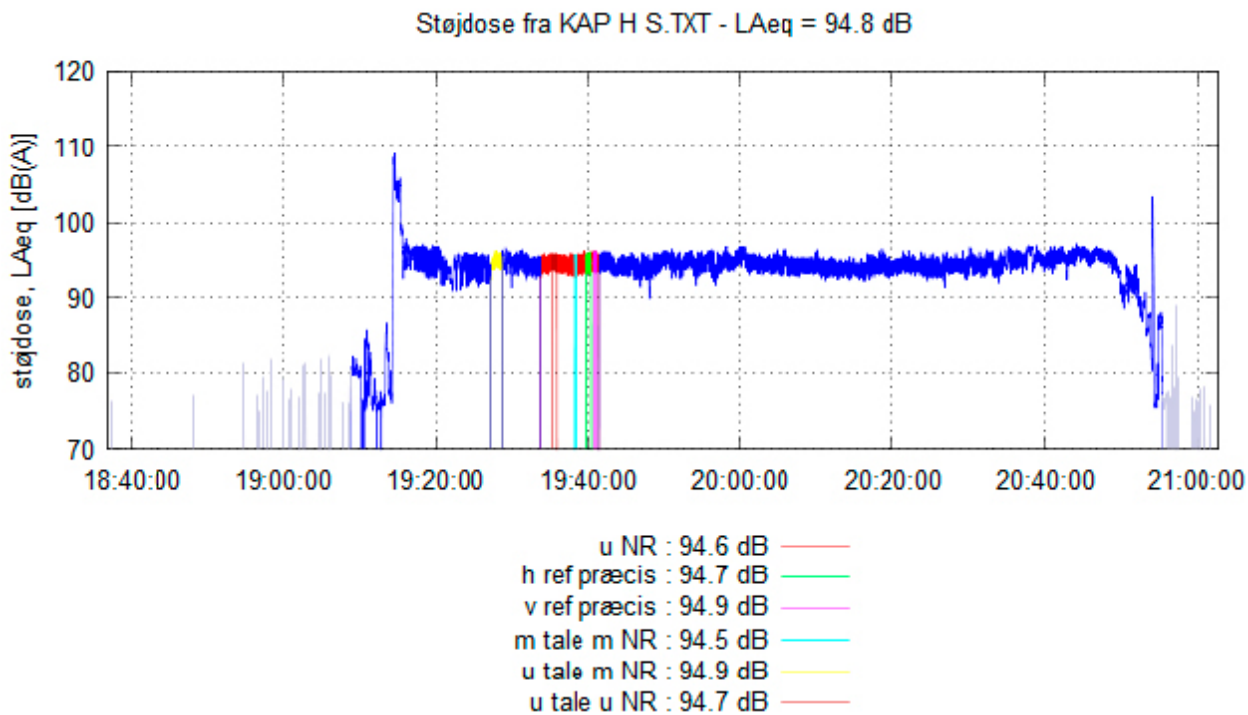 Støjdose fra KAP H S.TXT - LAeq = 94.8 dB
støjdose, LAeq [dB(A)]
120
110
100
90
80
70
18:40:00 19:00:00 19:20:00 19:40:00 20:00:00 20:20:00 20:40:00 21:00:00
u NR : 94.6 dB
h ref præcis : 94.7 dB
v ref præcis : 94.9 dB
m tale m NR : 94.5 dB
u tale m NR : 94.9 dB
u tale u NR : 94.7 dB